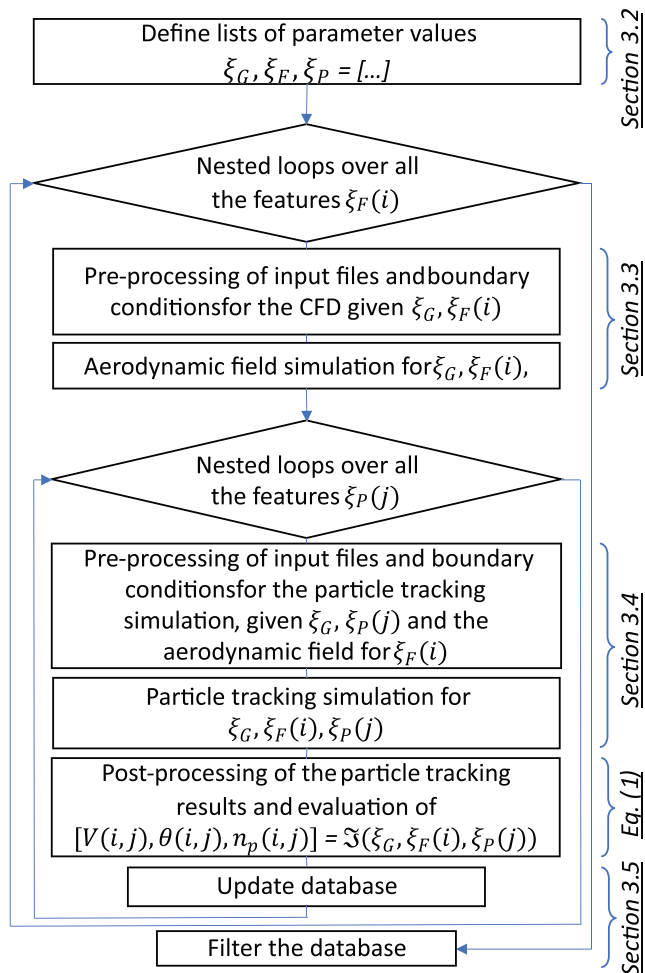 Define lists of parameter values
ξ_G, ξ_F, ξ_P = [...]
Section 3.2
Nested loops over all
the features ξ_F(i)
Pre-processing of input files andboundary
conditionsfor the CFD given ξ_G, ξ_F(i)
Aerodynamic field simulation forξ_G, ξ_F(i),
Section 3.3
Nested loops over all
the features ξ_P(j)
Pre-processing of input files and boundary
conditionsfor the particle tracking
simulation, given ξ_G, ξ_P(j) and the
aerodynamic field for ξ_F(i)
Particle tracking simulation for
ξ_G, ξ_F(i), ξ_P(j)
Section 3.4
Post-processing of the particle tracking
results and evaluation of
[V(i,j), θ(i,j), n_p(i,j)] = ℑ(ξ_G, ξ_F(i), ξ_P(j))
Eq. (1)
Update database
Filter the database
Section 3.5